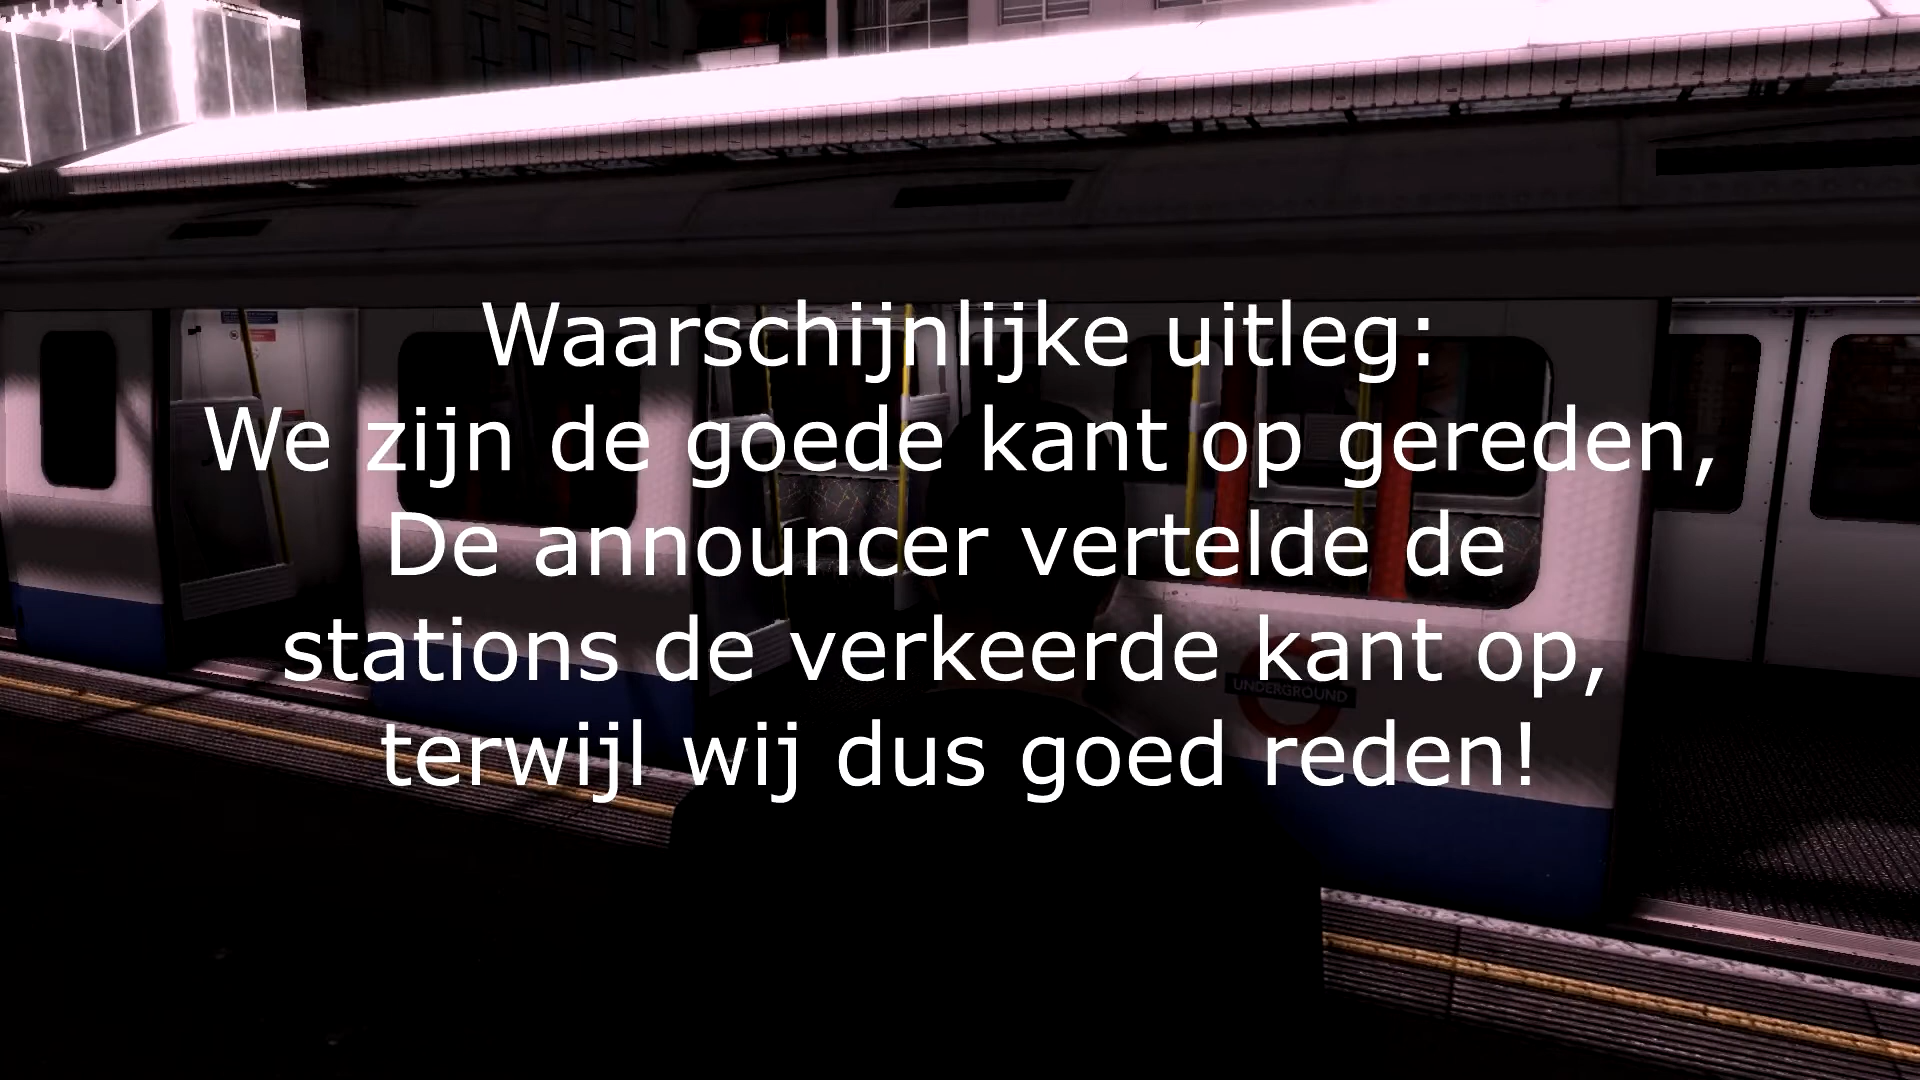 Waarschijnlijke uitleg:
We zijn de goede kant op gereden,
De announcer vertelde de
stations de verkeerde kant op,
UNDERGROUND
terwijl wij dus goed reden!